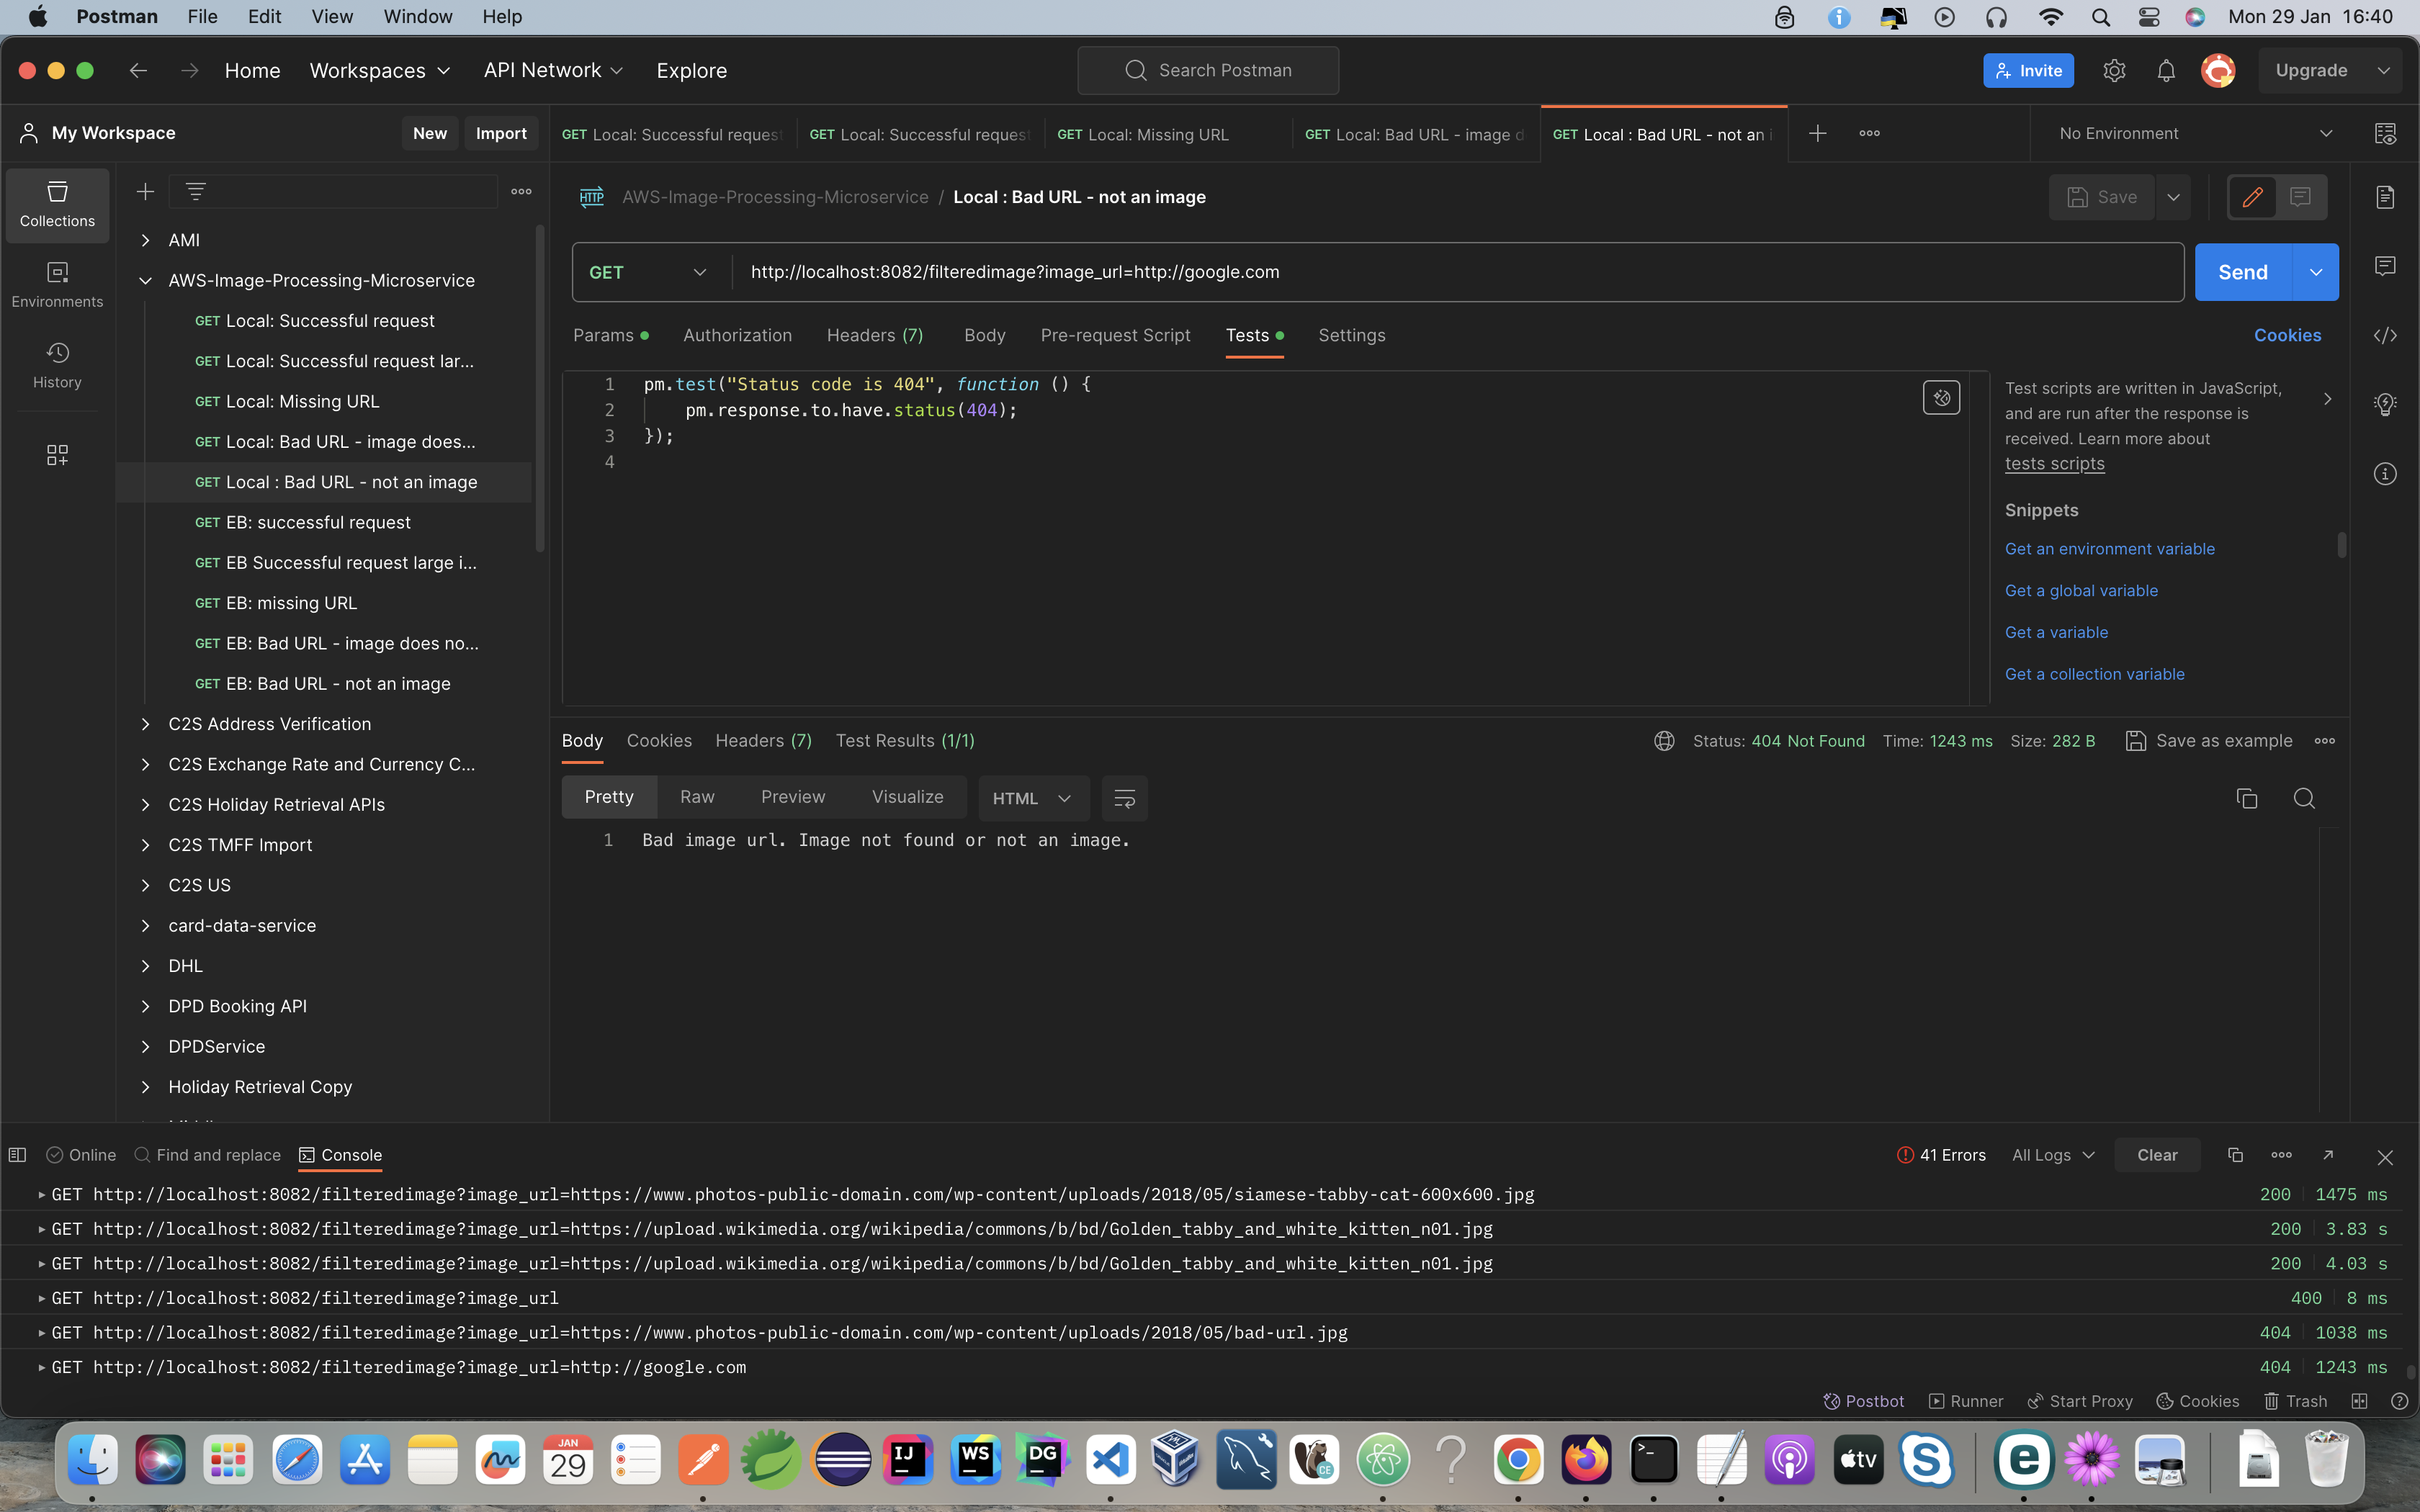 Postman File Edit View Window Help Mon 29 Jan 16:40
Home Workspaces API Network Explore Search Postman Invite Upgrade
My Workspace New Import
GET Local: Successful reques GET Local: Successful reques GET Local: Missing URL GET Local: Bad URL - image d GET Local : Bad URL - not an i No Environment
Collections
Environments
History
AMI
AWS-Image-Processing-Microservice
GET Local: Successful request
GET Local: Successful request lar...
GET Local: Missing URL
GET Local: Bad URL - image does...
GET Local : Bad URL - not an image
GET EB: successful request
GET EB Successful request large i...
GET EB: missing URL
GET EB: Bad URL - image does no...
GET EB: Bad URL - not an image
C2S Address Verification
C2S Exchange Rate and Currency C...
C2S Holiday Retrieval APIs
C2S TMFF Import
C2S US
card-data-service
DHL
DPD Booking API
DPDService
Holiday Retrieval Copy
HTTP AWS-Image-Processing-Microservice / Local : Bad URL - not an image Save
GET http://localhost:8082/filteredimage?image_url=http://google.com Send
Params Authorization Headers (7) Body Pre-request Script Tests Settings Cookies
1 pm.test("Status code is 404", function () {
2 pm.response.to.have.status(404);
3 });
4
Test scripts are written in JavaScript,
and are run after the response is
received. Learn more about
tests scripts
Snippets
Get an environment variable
Get a global variable
Get a variable
Get a collection variable
Body Cookies Headers (7) Test Results (1/1) Status: 404 Not Found Time: 1243 ms Size: 282 B Save as example
Pretty Raw Preview Visualize HTML
1 Bad image url. Image not found or not an image.
Online Find and replace Console 41 Errors All Logs Clear
GET http://localhost:8082/filteredimage?image_url=https://www.photos-public-domain.com/wp-content/uploads/2018/05/siamese-tabby-cat-600x600.jpg 200 1475 ms
GET http://localhost:8082/filteredimage?image_url=https://upload.wikimedia.org/wikipedia/commons/b/bd/Golden_tabby_and_white_kitten_n01.jpg 200 3.83 s
GET http://localhost:8082/filteredimage?image_url=https://upload.wikimedia.org/wikipedia/commons/b/bd/Golden_tabby_and_white_kitten_n01.jpg 200 4.03 s
GET http://localhost:8082/filteredimage?image_url 400 8 ms
GET http://localhost:8082/filteredimage?image_url=https://www.photos-public-domain.com/wp-content/uploads/2018/05/bad-url.jpg 404 1038 ms
GET http://localhost:8082/filteredimage?image_url=http://google.com 404 1243 ms
Postbot Runner Start Proxy Cookies Trash
JAN 29 IJ WS DG CE tv S e